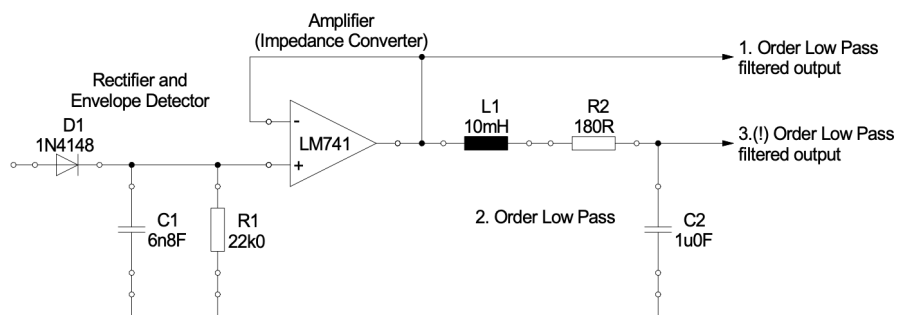 Amplifier
(Impedance Converter)
1. Order Low Pass
filtered output
Rectifier and
Envelope Detector
D1
1N4148
-
LM741
+
L1
10mH
R2
180R
3.(!) Order Low Pass
filtered output
C1
6n8F
R1
22k0
2. Order Low Pass
C2
1u0F